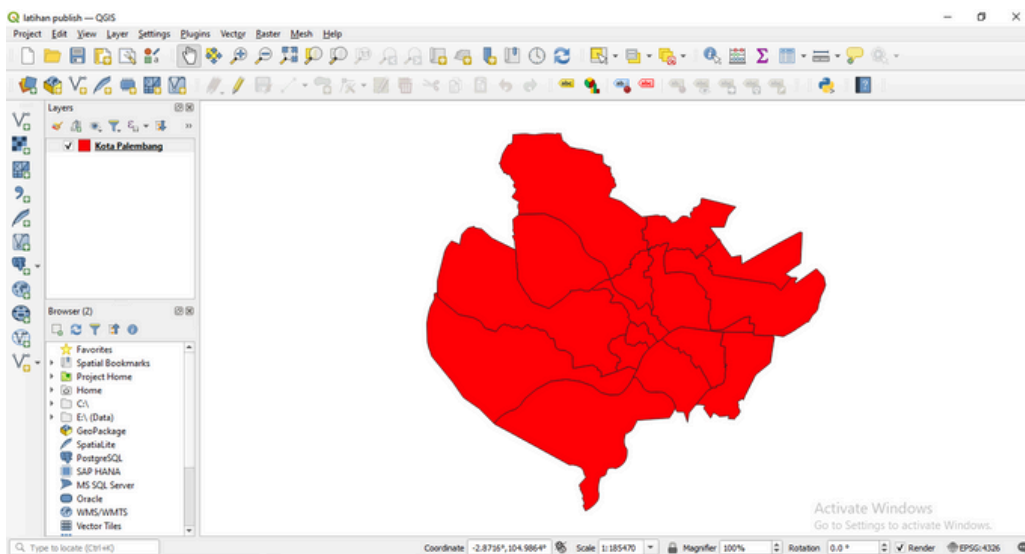 latihan publish — QGIS
Project Edit View Layer Settings Plugins Vector Raster Mesh Help
Layers
Kota Palembang
Browser (2)
Favorites
Spatial Bookmarks
Project Home
Home
C:\
E:\ (Data)
GeoPackage
SpatiaLite
PostgreSQL
SAP HANA
MS SQL Server
Oracle
WMS/WMTS
Vector Tiles
Activate Windows
Go to Settings to activate Windows.
Type to locate (Ctrl+K) Coordinate -2.8716°,104.9864° Scale 1:185470 Magnifier 100% Rotation 0.0 ° Render EPSG:4326